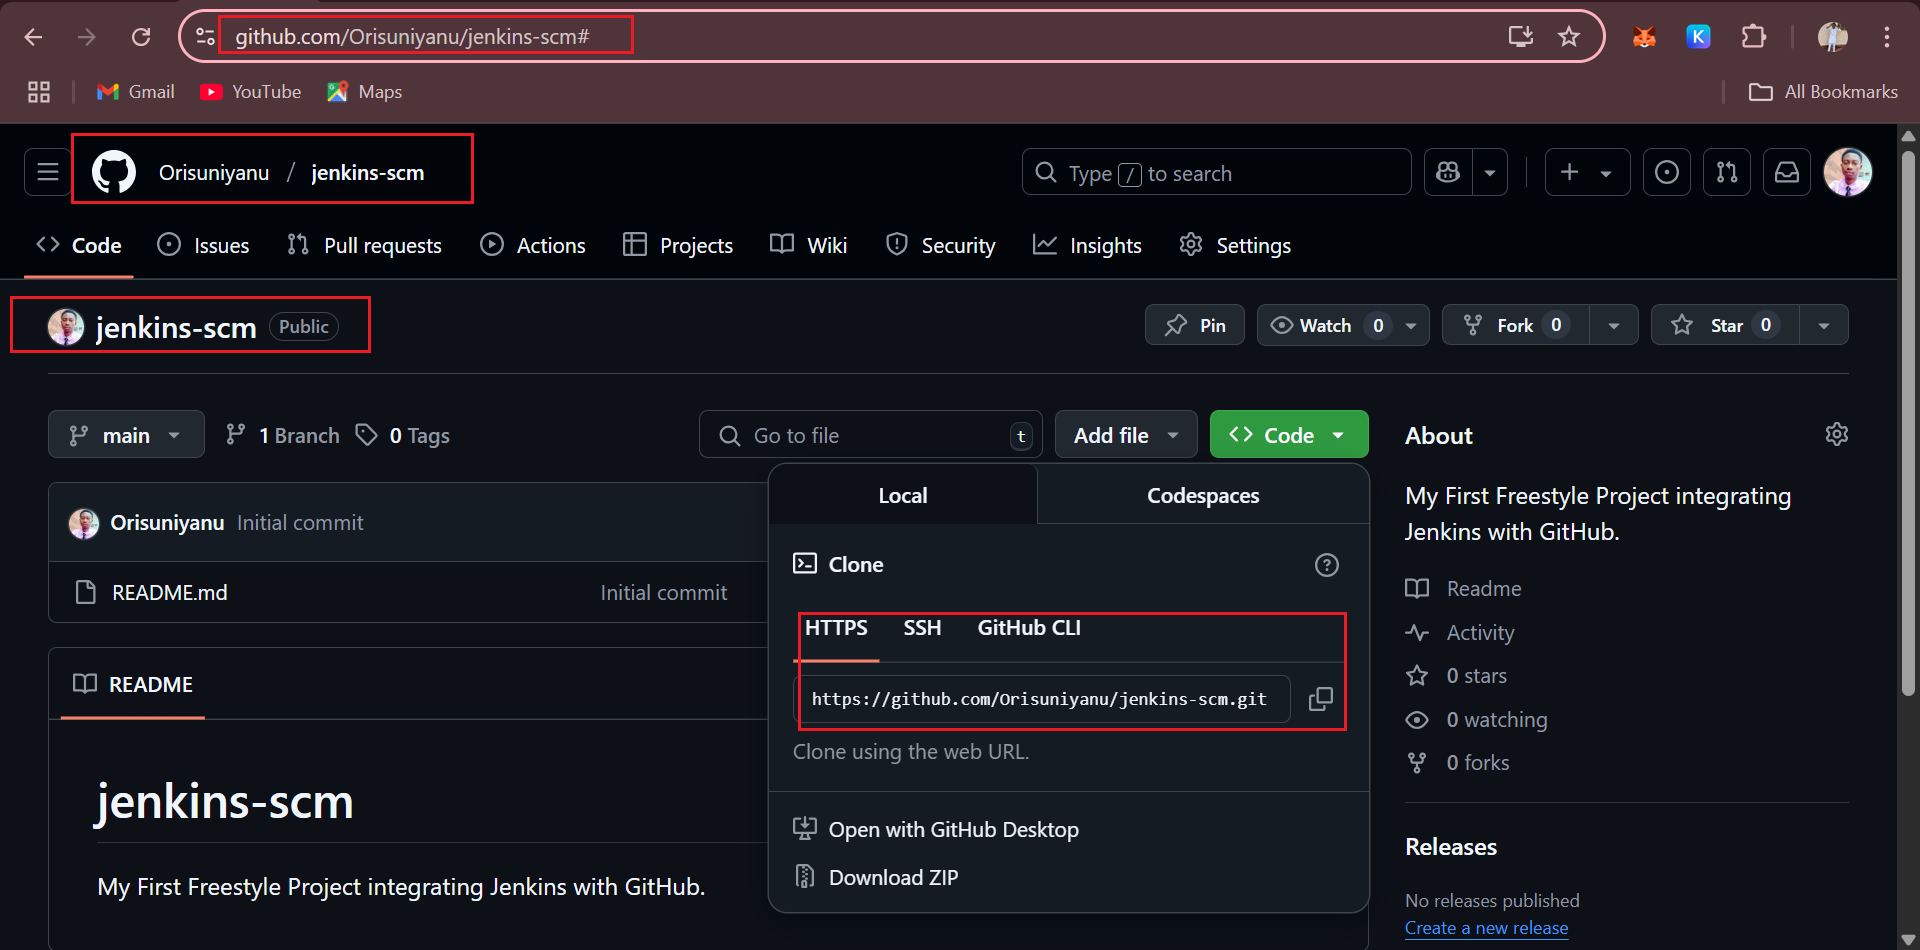 github.com/Orisuniyanu/jenkins-scm#
Gmail YouTube Maps All Bookmarks
Orisuniyanu / jenkins-scm Type / to search
Code Issues Pull requests Actions Projects Wiki Security Insights Settings
jenkins-scm Public Pin Watch 0 Fork 0 Star 0
main 1 Branch 0 Tags Go to file t Add file Code About
Local Codespaces
My First Freestyle Project integrating
Jenkins with GitHub.
Orisuniyanu Initial commit
Clone
README.md Initial commit
Readme
HTTPS SSH GitHub CLI
Activity
README
https://github.com/Orisuniyanu/jenkins-scm.git
0 stars
0 watching
Clone using the web URL.
0 forks
jenkins-scm
Open with GitHub Desktop
Releases
Download ZIP
My First Freestyle Project integrating Jenkins with GitHub.
No releases published
Create a new release